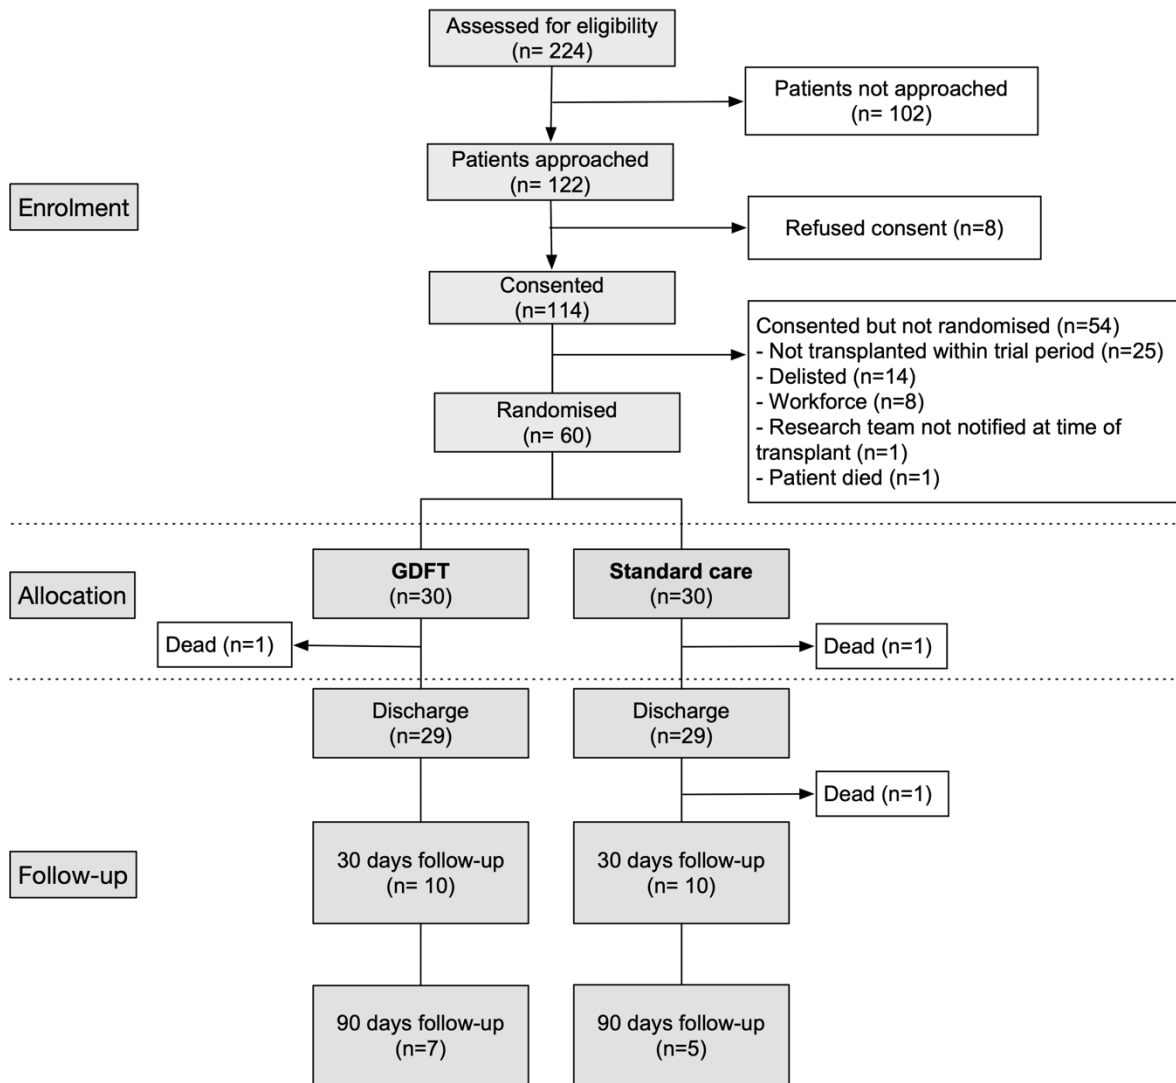 Assessed for eligibility
(n= 224)
Patients not approached
(n= 102)
Patients approached
(n= 122)
Enrolment
Refused consent (n=8)
Consented
(n=114)
Consented but not randomised (n=54)
- Not transplanted within trial period (n=25)
- Delisted (n=14)
- Workforce (n=8)
- Research team not notified at time of
transplant (n=1)
- Patient died (n=1)
Randomised
(n= 60)
Allocation
GDFT
(n=30)
Standard care
(n=30)
Dead (n=1)
Dead (n=1)
Discharge
(n=29)
Discharge
(n=29)
Dead (n=1)
Follow-up
30 days follow-up
(n= 10)
30 days follow-up
(n= 10)
90 days follow-up
(n=7)
90 days follow-up
(n=5)